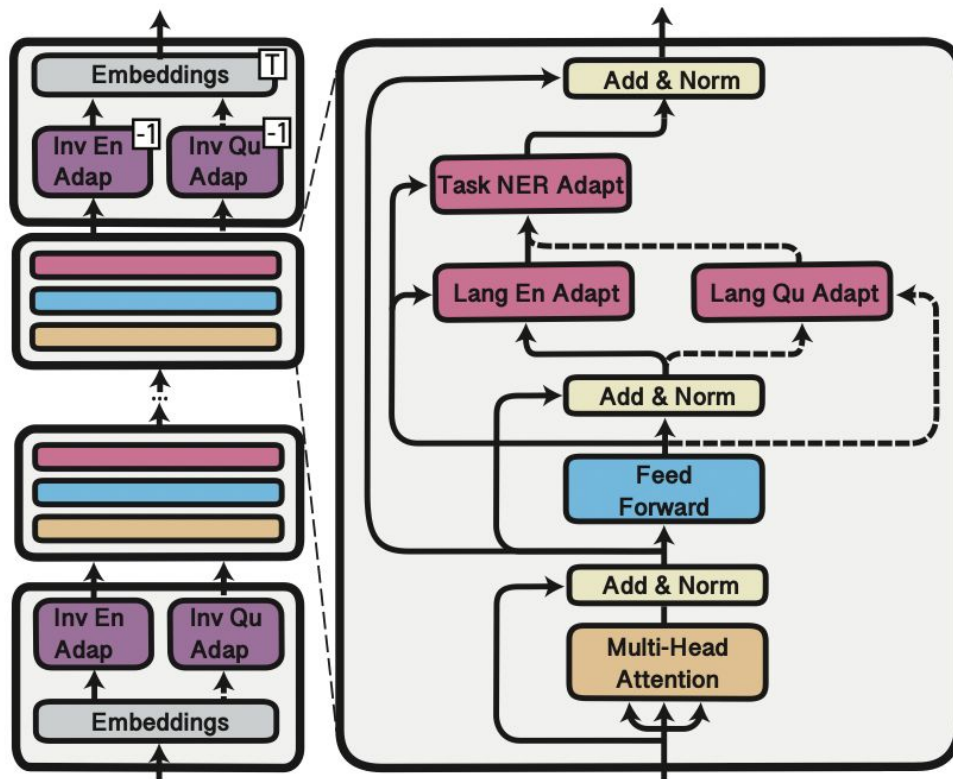 Embeddings
T
Inv En
Adap
-1
Inv Qu
Adap
-1
...
Inv En
Adap
Inv Qu
Adap
Embeddings
Add & Norm
Task NER Adapt
Lang En Adapt
Lang Qu Adapt
Add & Norm
Feed
Forward
Add & Norm
Multi-Head
Attention